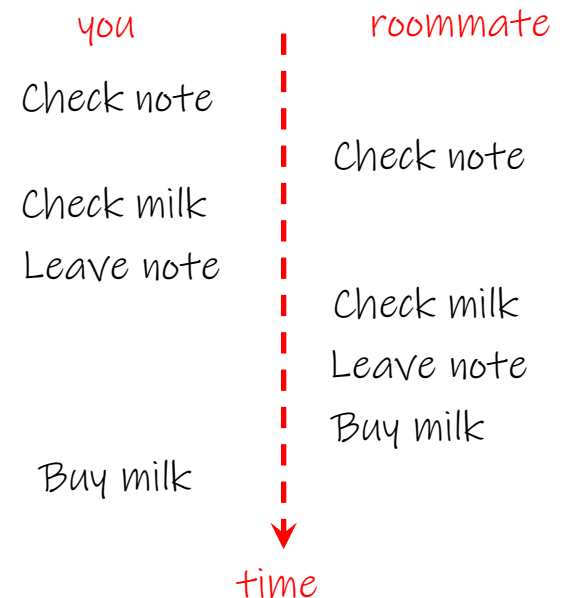 you
roommate
Check note
Check note
Check milk
Leave note
Check milk
Leave note
Buy milk
Buy milk
time